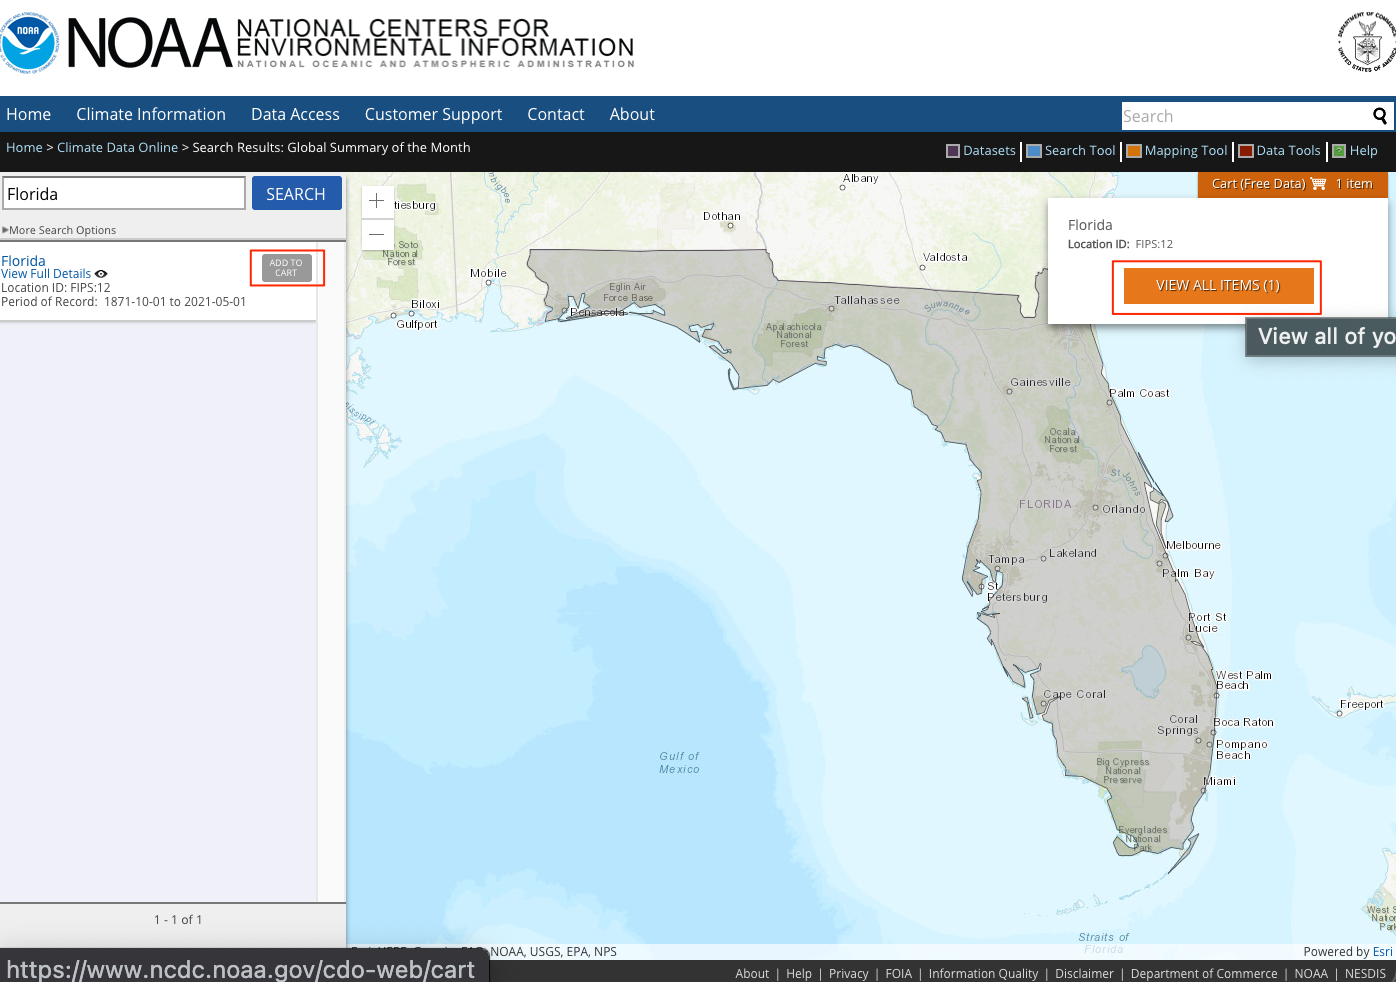 NOAA
NOAA NATIONAL CENTERS FOR
ENVIRONMENTAL INFORMATION
NATIONAL OCEANIC AND ATMOSPHERIC ADMINISTRATION
DEPARTMENT OF COMMERCE
UNITED STATES OF AMERICA
Home Climate Information Data Access Customer Support Contact About
Search
Home > Climate Data Online > Search Results: Global Summary of the Month
Datasets Search Tool Mapping Tool Data Tools Help
Florida
SEARCH
More Search Options
Florida
View Full Details
Location ID: FIPS:12
Period of Record: 1871-10-01 to 2021-05-01
ADD TO
CART
1 - 1 of 1
Cart (Free Data) 1 item
Florida
Location ID: FIPS:12
VIEW ALL ITEMS (1)
View all of yo
+
−
Albany
tiesburg
Dothan
Soto
National
Forest
Valdosta
Mobile
Eglin Air
Force Base
Tallahassee
Suwannee
Biloxi
Pensacola
Gulfport
Apalachicola
National
Forest
Gainesville
Palm Coast
Ocala
National
Forest
St Johns
FLORIDA
Orlando
Melbourne
Tampa
Lakeland
Palm Bay
St
Petersburg
Port St
Lucie
West Palm
Beach
Cape Coral
Freeport
Coral
Springs
Boca Raton
Pompano
Beach
Gulf of
Mexico
Big Cypress
National
Preserve
Miami
Everglades
National
Park
Straits of
Florida
NOAA, USGS, EPA, NPS
Powered by Esri
https://www.ncdc.noaa.gov/cdo-web/cart
About | Help | Privacy | FOIA | Information Quality | Disclaimer | Department of Commerce | NOAA | NESDIS